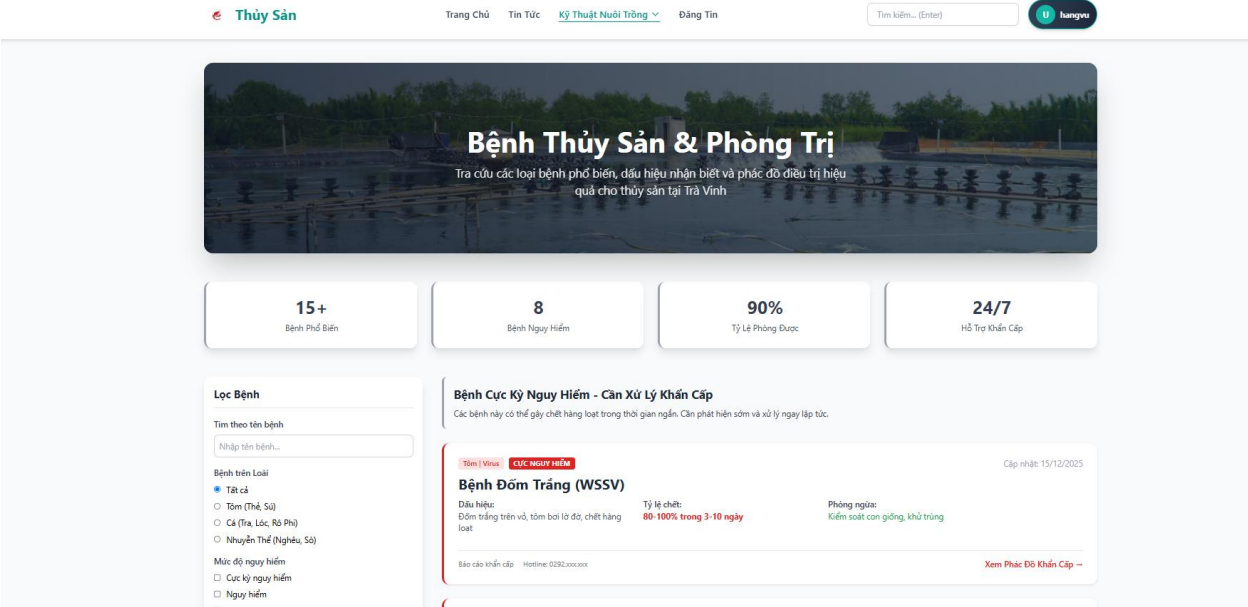 Thủy Sản
Trang Chủ
Tin Tức
Kỹ Thuật Nuôi Trồng
Đăng Tin
Tìm kiếm... (Enter)
U
hangvu
Bệnh Thủy Sản & Phòng Trị
Tra cứu các loại bệnh phổ biến, dấu hiệu nhận biết và phác đồ điều trị hiệu
quả cho thủy sản tại Trà Vinh
15+
Bệnh Phổ Biến
8
Bệnh Nguy Hiểm
90%
Tỷ Lệ Phòng Được
24/7
Hỗ Trợ Khẩn Cấp
Lọc Bệnh
Tìm theo tên bệnh
Nhập tên bệnh...
Bệnh trên Loài
Tất cả
Tôm (Thẻ, Sú)
Cá (Tra, Lóc, Rô Phi)
Nhuyễn Thể (Nghêu, Sò)
Mức độ nguy hiểm
Cực kỳ nguy hiểm
Nguy hiểm
Bệnh Cực Kỳ Nguy Hiểm - Cần Xử Lý Khẩn Cấp
Các bệnh này có thể gây chết hàng loạt trong thời gian ngắn. Cần phát hiện sớm và xử lý ngay lập tức.
Tôm | Virus
CỰC NGUY HIỂM
Cập nhật: 15/12/2025
Bệnh Đốm Trắng (WSSV)
Dấu hiệu:
Đốm trắng trên vỏ, tôm bơi lờ đờ, chết hàng
loạt
Tỷ lệ chết:
80-100% trong 3-10 ngày
Phòng ngừa:
Kiểm soát con giống, khử trùng
Báo cáo khẩn cấp
Hotline: 0292.xxx.xxx
Xem Phác Đồ Khẩn Cấp →